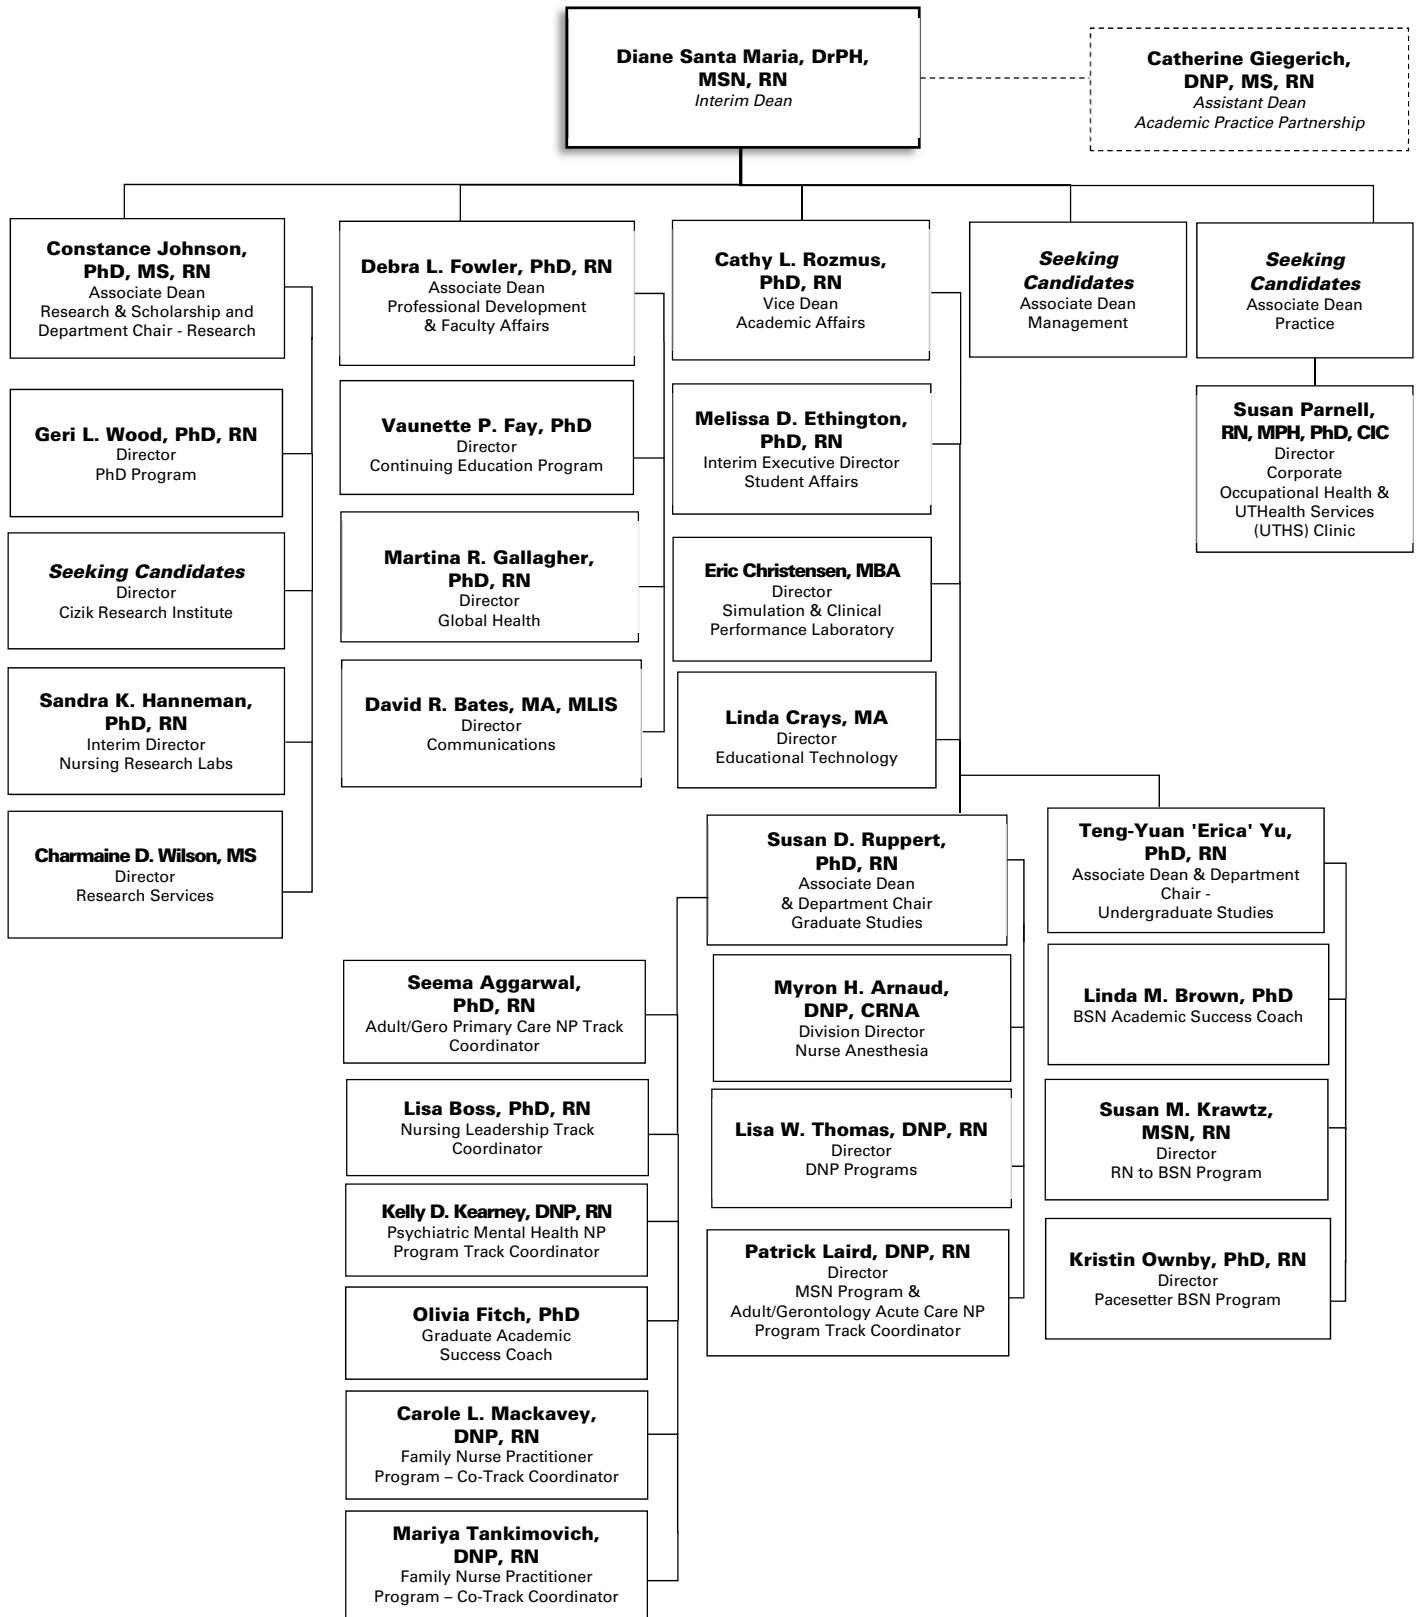 Diane Santa Maria, DrPH,
MSN, RN
Interim Dean
Catherine Giegerich,
DNP, MS, RN
Assistant Dean
Academic Practice Partnership
Constance Johnson,
PhD, MS, RN
Associate Dean
Research & Scholarship and
Department Chair - Research
Geri L. Wood, PhD, RN
Director
PhD Program
Seeking Candidates
Director
Cizik Research Institute
Sandra K. Hanneman,
PhD, RN
Interim Director
Nursing Research Labs
Charmaine D. Wilson, MS
Director
Research Services
Debra L. Fowler, PhD, RN
Associate Dean
Professional Development
& Faculty Affairs
Vaunette P. Fay, PhD
Director
Continuing Education Program
Martina R. Gallagher,
PhD, RN
Director
Global Health
David R. Bates, MA, MLIS
Director
Communications
Cathy L. Rozmus,
PhD, RN
Vice Dean
Academic Affairs
Melissa D. Ethington,
PhD, RN
Interim Executive Director
Student Affairs
Eric Christensen, MBA
Director
Simulation & Clinical
Performance Laboratory
Linda Crays, MA
Director
Educational Technology
Seeking
Candidates
Associate Dean
Management
Seeking
Candidates
Associate Dean
Practice
Susan Parnell,
RN, MPH, PhD, CIC
Director
Corporate
Occupational Health &
UTHealth Services
(UTHS) Clinic
Susan D. Ruppert,
PhD, RN
Associate Dean
& Department Chair
Graduate Studies
Seema Aggarwal,
PhD, RN
Adult/Gero Primary Care NP Track
Coordinator
Lisa Boss, PhD, RN
Nursing Leadership Track
Coordinator
Kelly D. Kearney, DNP, RN
Psychiatric Mental Health NP
Program Track Coordinator
Olivia Fitch, PhD
Graduate Academic
Success Coach
Carole L. Mackavey,
DNP, RN
Family Nurse Practitioner
Program – Co-Track Coordinator
Mariya Tankimovich,
DNP, RN
Family Nurse Practitioner
Program – Co-Track Coordinator
Myron H. Arnaud,
DNP, CRNA
Division Director
Nurse Anesthesia
Lisa W. Thomas, DNP, RN
Director
DNP Programs
Patrick Laird, DNP, RN
Director
MSN Program &
Adult/Gerontology Acute Care NP
Program Track Coordinator
Teng-Yuan 'Erica' Yu,
PhD, RN
Associate Dean & Department
Chair -
Undergraduate Studies
Linda M. Brown, PhD
BSN Academic Success Coach
Susan M. Krawtz,
MSN, RN
Director
RN to BSN Program
Kristin Ownby, PhD, RN
Director
Pacesetter BSN Program